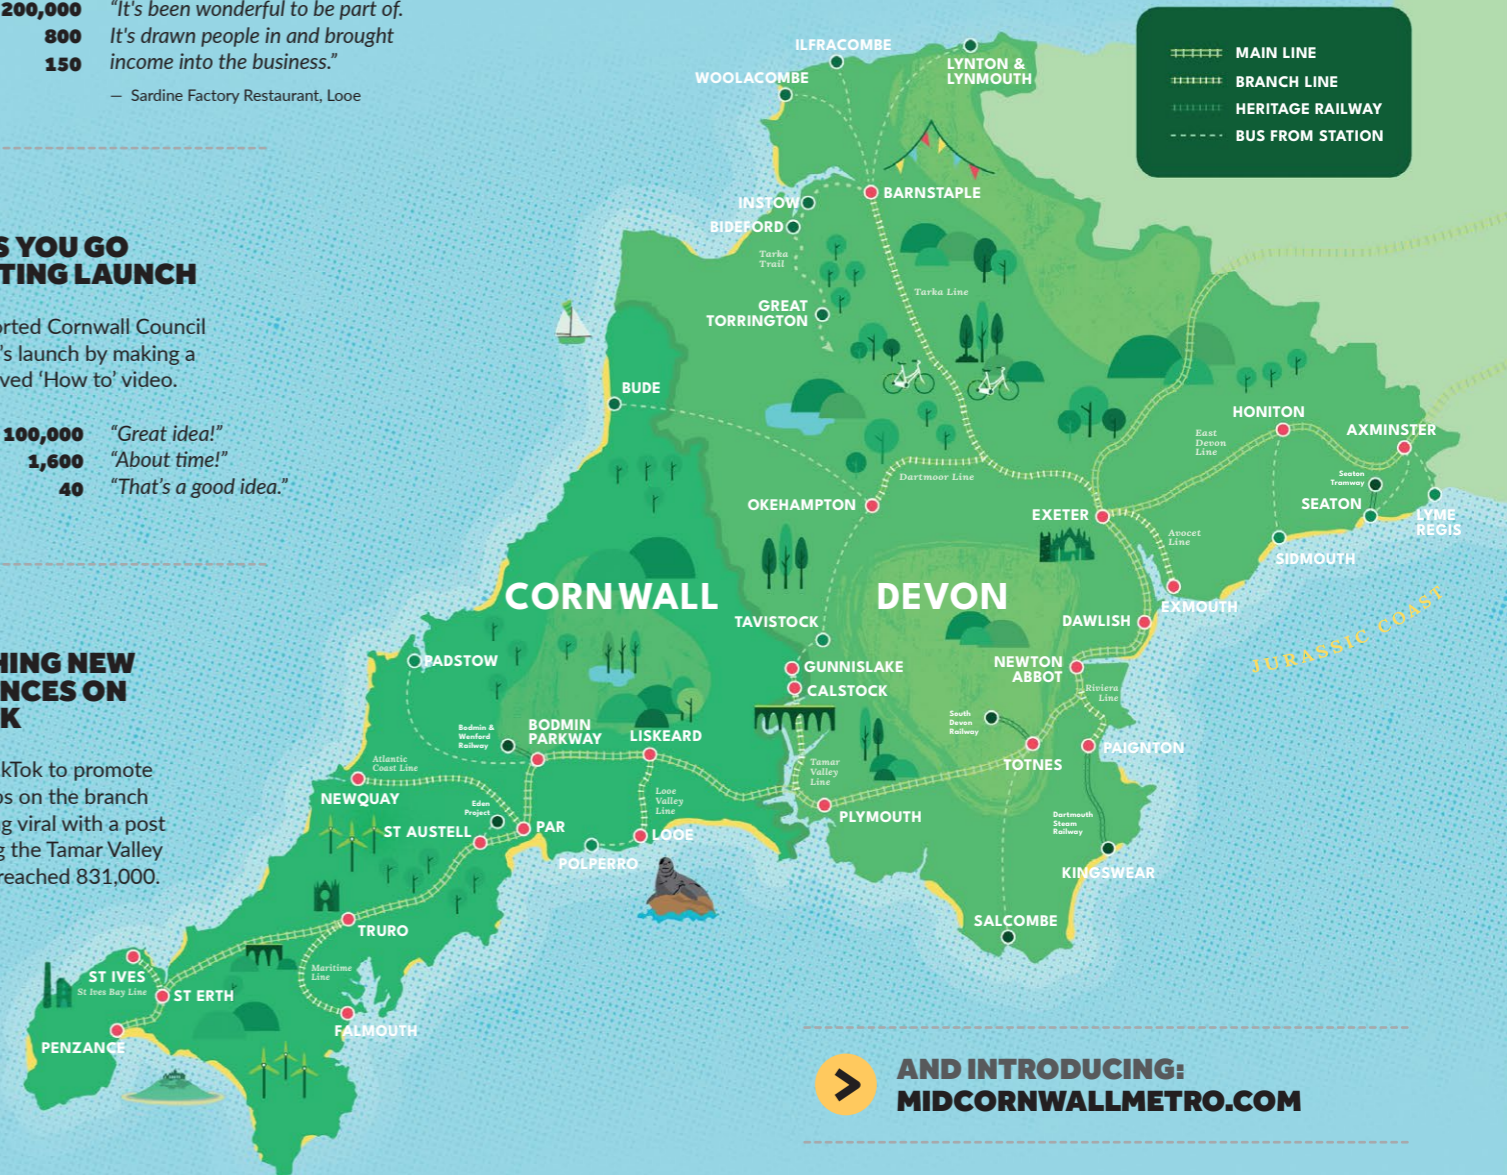 200,000
800
150
“It's been wonderful to be part of.
It's drawn people in and brought
income into the business.”
— Sardine Factory Restaurant, Looe
S YOU GO
TING LAUNCH
orted Cornwall Council
’s launch by making a
ved ‘How to’ video.
100,000 “Great idea!”
1,600 “About time!”
40 “That’s a good idea.”
HING NEW
NCES ON
K
kTok to promote
os on the branch
g viral with a post
g the Tamar Valley
reached 831,000.
MAIN LINE
BRANCH LINE
HERITAGE RAILWAY
BUS FROM STATION
ILFRACOMBE
WOOLACOMBE
LYNTON &
LYNMOUTH
BARNSTAPLE
INSTOW
BIDEFORD
Tarka
Trail
Tarka Line
GREAT
TORRINGTON
BUDE
HONITON
AXMINSTER
East
Devon
Line
Seaton
Tramway
SEATON
LYME
REGIS
SIDMOUTH
Dartmoor Line
OKEHAMPTON
EXETER
Avocet
Line
EXMOUTH
JURASSIC COAST
CORNWALL
DEVON
TAVISTOCK
DAWLISH
GUNNISLAKE
CALSTOCK
NEWTON
ABBOT
Riviera
Line
PADSTOW
Bodmin &
Wenford
Railway
BODMIN
PARKWAY
LISKEARD
South
Devon
Railway
TOTNES
PAIGNTON
Atlantic
Coast Line
NEWQUAY
Looe
Valley
Line
Tamar
Valley
Line
PLYMOUTH
Eden
Project
ST AUSTELL
PAR
LOOE
POLPERRO
Dartmouth
Steam
Railway
KINGSWEAR
SALCOMBE
TRURO
Maritime
Line
ST IVES
St Ives Bay Line
ST ERTH
FALMOUTH
PENZANCE
AND INTRODUCING:
MIDCORNWALLMETRO.COM